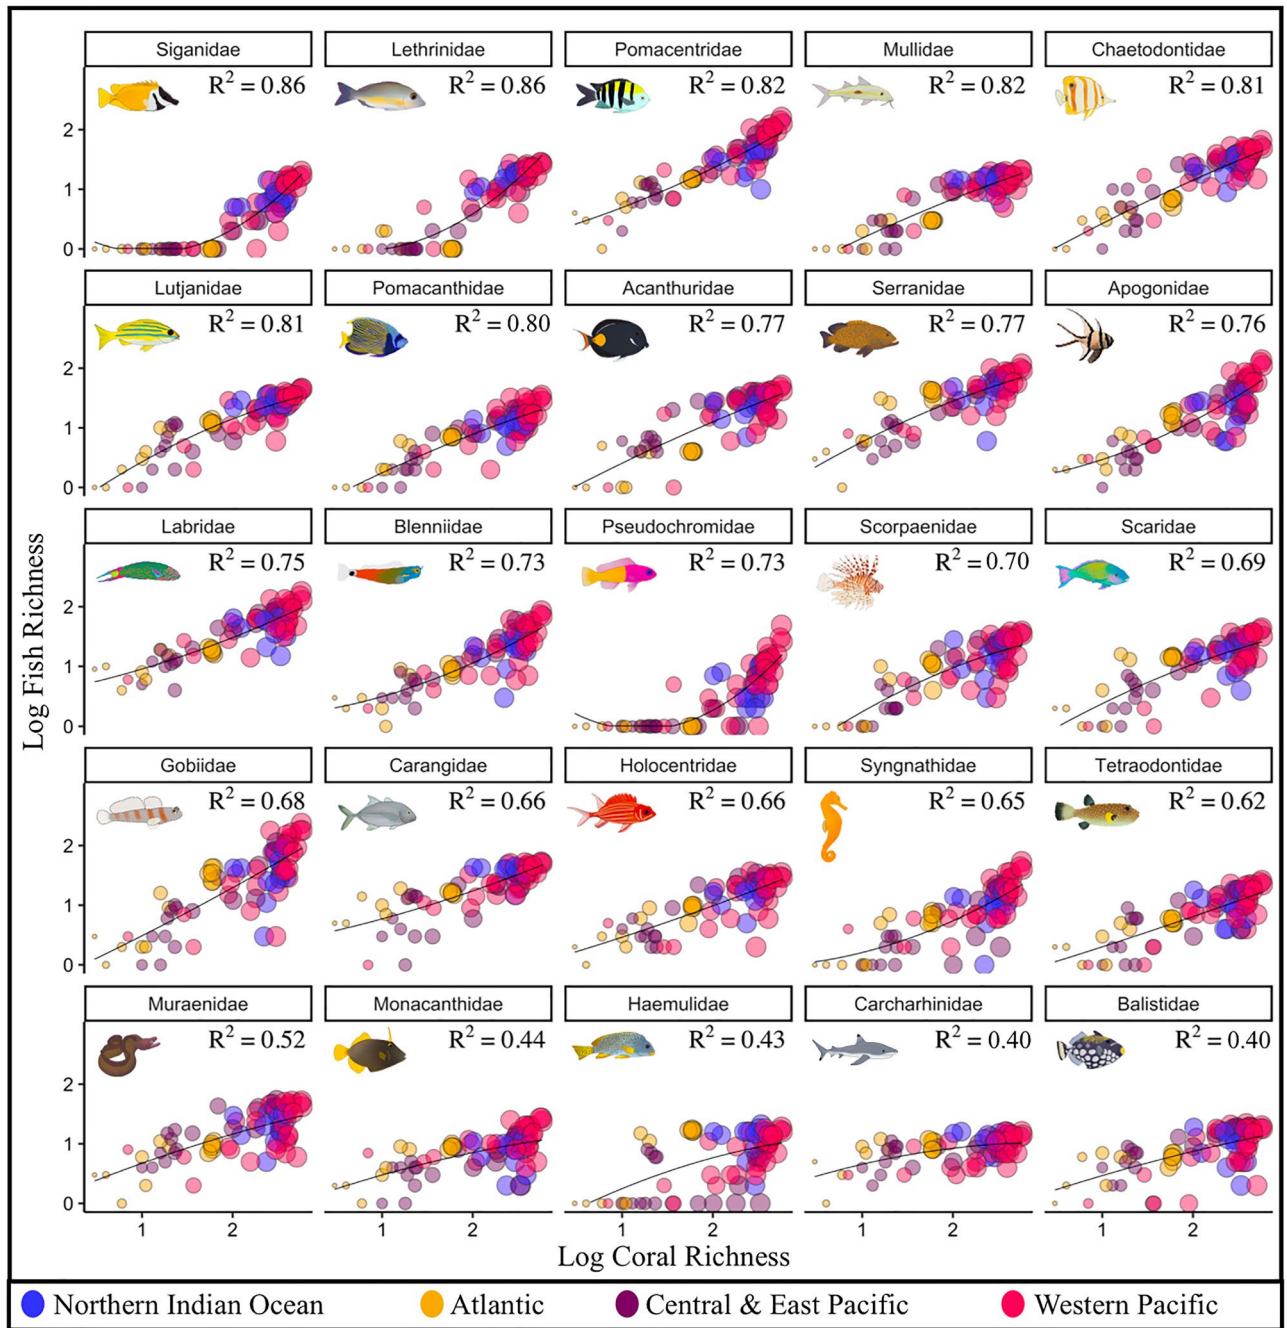 Siganidae Lethrinidae Pomacentridae Mullidae Chaetodontidae
R² = 0.86 R² = 0.86 R² = 0.82 R² = 0.82 R² = 0.81
2
1
0
Lutjanidae Pomacanthidae Acanthuridae Serranidae Apogonidae
R² = 0.81 R² = 0.80 R² = 0.77 R² = 0.77 R² = 0.76
2
1
0
Labridae Blenniidae Pseudochromidae Scorpaenidae Scaridae
R² = 0.75 R² = 0.73 R² = 0.73 R² = 0.70 R² = 0.69
2
1
0
Log Fish Richness
Gobiidae Carangidae Holocentridae Syngnathidae Tetraodontidae
R² = 0.68 R² = 0.66 R² = 0.66 R² = 0.65 R² = 0.62
2
1
0
Muraenidae Monacanthidae Haemulidae Carcharhinidae Balistidae
R² = 0.52 R² = 0.44 R² = 0.43 R² = 0.40 R² = 0.40
2
1
0
1 2 1 2 1 2 1 2 1 2
Log Coral Richness
Northern Indian Ocean Atlantic Central & East Pacific Western Pacific